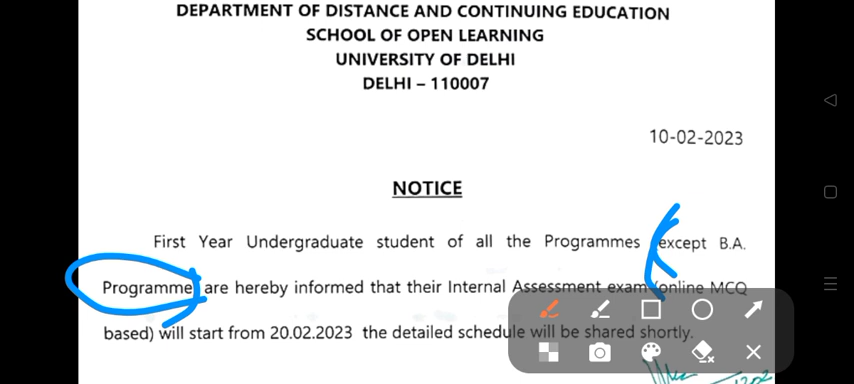 DEPARTMENT OF DISTANCE AND CONTINUING EDUCATION
SCHOOL OF OPEN LEARNING
UNIVERSITY OF DELHI
DELHI – 110007
10-02-2023
NOTICE
First Year Undergraduate student of all the Programmes (except B.A.
Programme) are hereby informed that their Internal Assessment exam (online MCQ
based) will start from 20.02.2023 the detailed schedule will be shared shortly.